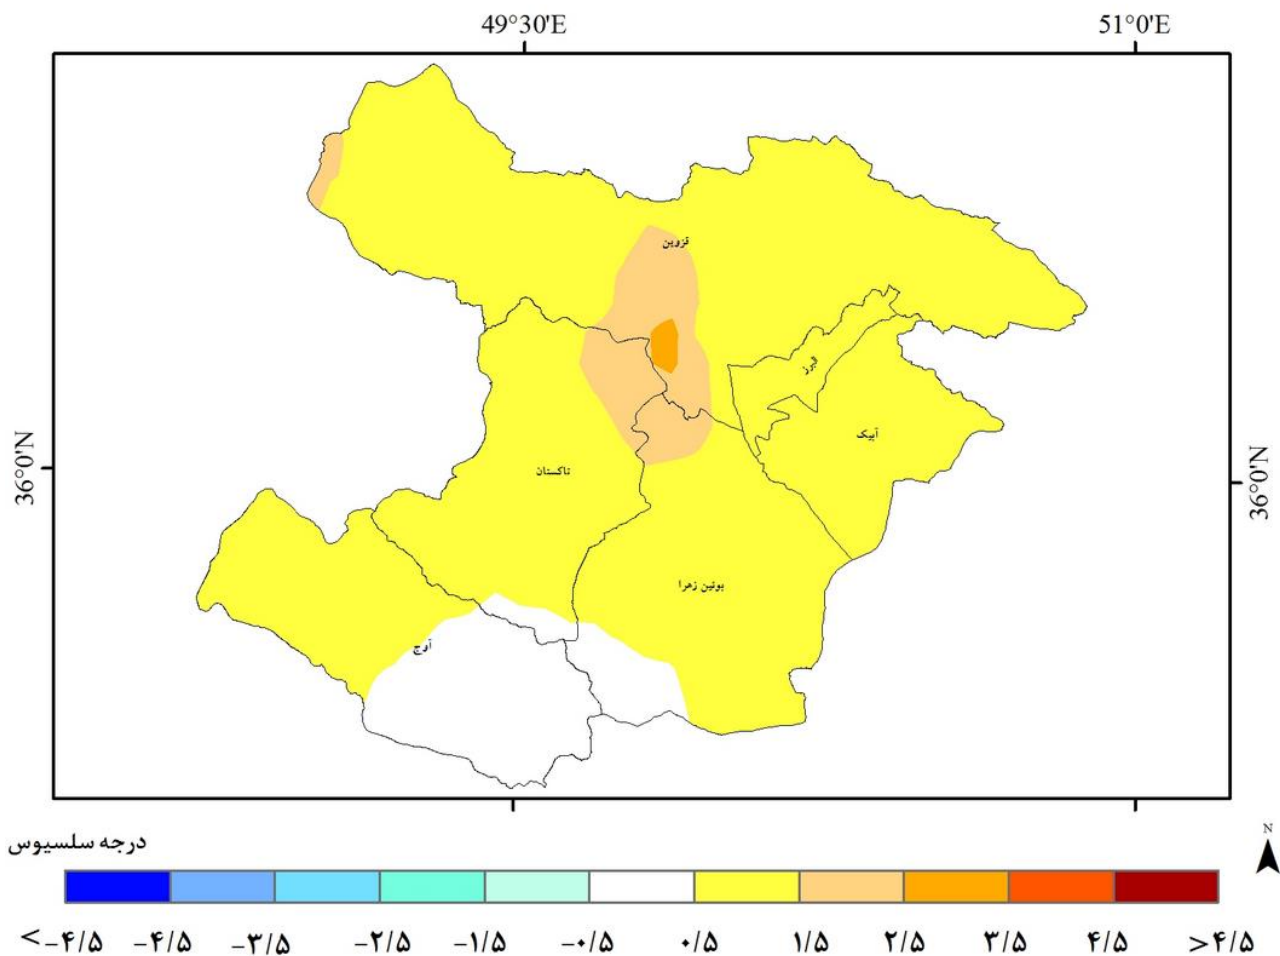 49°30'E 51°0'E
قزوین
البرز
آبیک
36°0'N 36°0'N
تاکستان
بوئین زهرا
آوج
درجه سلسیوس
N
<-۴/۵ -۴/۵ -۳/۵ -۲/۵ -۱/۵ -۰/۵ ۰/۵ ۱/۵ ۲/۵ ۳/۵ ۴/۵ >۴/۵